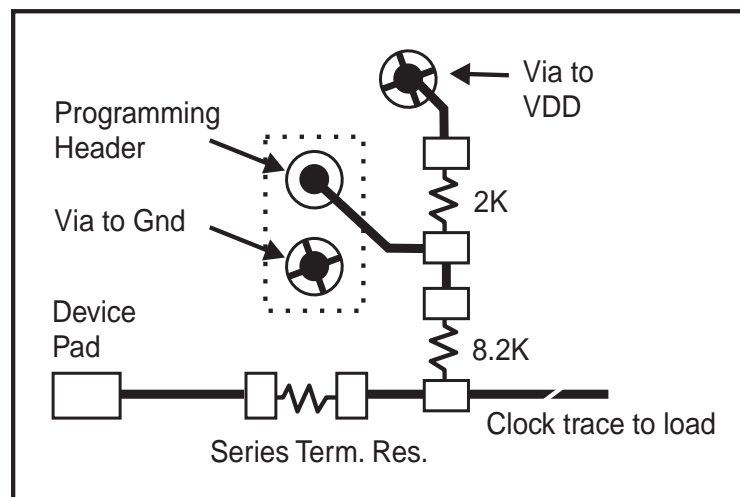 Via to
VDD
Programming
Header
2K
Via to Gnd
Device
Pad
8.2K
Clock trace to load
Series Term. Res.